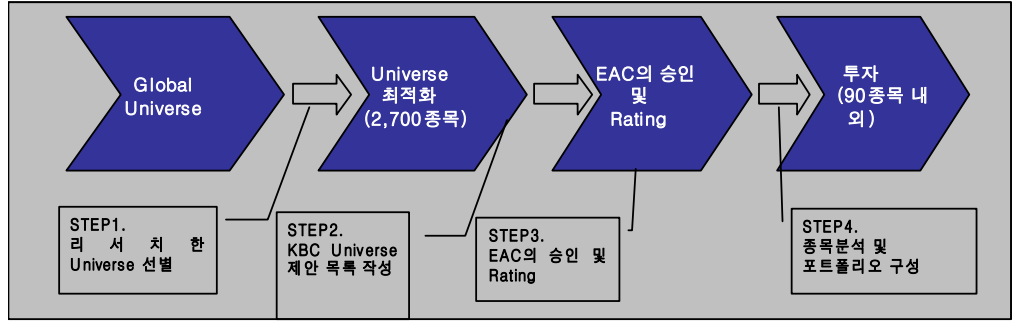 Global
Universe
Universe
최적화
(2,700종목)
EAC의 승인
및
Rating
투자
(90종목 내
외)
STEP1.
리 서 치 한
Universe 선별
STEP2.
KBC Universe
제안 목록 작성
STEP3.
EAC의 승인 및
Rating
STEP4.
종목분석 및
포트폴리오 구성